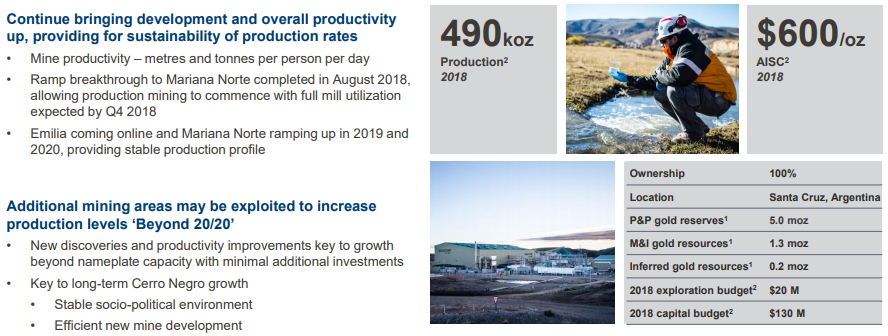 Continue bringing development and overall productivity
up, providing for sustainability of production rates
• Mine productivity – metres and tonnes per person per day
• Ramp breakthrough to Mariana Norte completed in August 2018,
allowing production mining to commence with full mill utilization
expected by Q4 2018
• Emilia coming online and Mariana Norte ramping up in 2019 and
2020, providing stable production profile
Additional mining areas may be exploited to increase
production levels ‘Beyond 20/20’
• New discoveries and productivity improvements key to growth
beyond nameplate capacity with minimal additional investments
• Key to long-term Cerro Negro growth
• Stable socio-political environment
• Efficient new mine development
490koz
Production²
2018
$600/oz
AISC²
2018
Ownership 100%
Location Santa Cruz, Argentina
P&P gold reserves¹ 5.0 moz
M&I gold resources¹ 1.3 moz
Inferred gold resources¹ 0.2 moz
2018 exploration budget² $20 M
2018 capital budget² $130 M